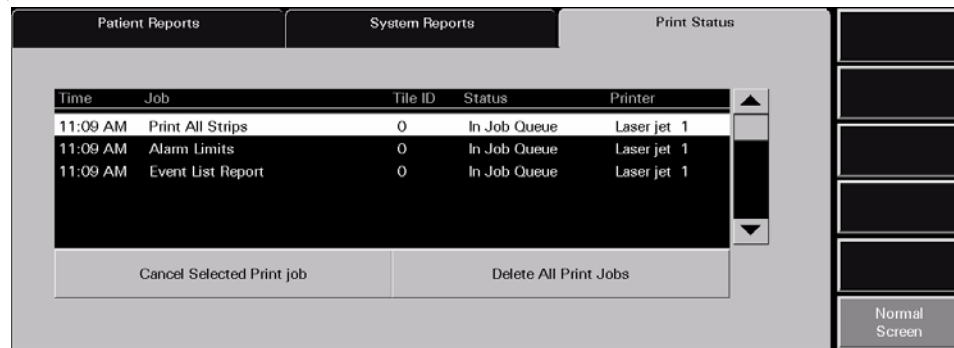 Patient Reports System Reports Print Status
Time Job Tile ID Status Printer
11:09 AM Print All Strips 0 In Job Queue Laser jet 1
11:09 AM Alarm Limits 0 In Job Queue Laser jet 1
11:09 AM Event List Report 0 In Job Queue Laser jet 1
Cancel Selected Print job Delete All Print Jobs
Normal
Screen